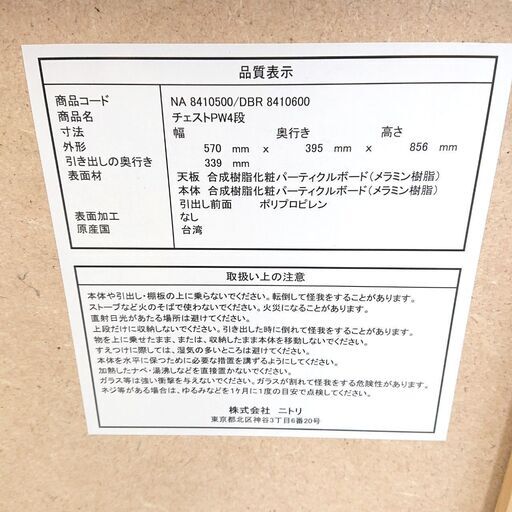 品質表示
商品コード NA 8410500/DBR 8410600
商品名 チェストPW4段
寸法 幅 奥行き 高さ
外形 570 mm x 395 mm x 856 mm
引き出しの奥行き 339 mm
表面材 天板 合成樹脂化粧パーティクルボード(メラミン樹脂)
本体 合成樹脂化粧パーティクルボード(メラミン樹脂)
引出し前面 ポリプロピレン
表面加工 なし
原産国 台湾
取扱い上の注意
本体や引出し・棚板の上に乗らないでください。転倒して怪我をすることがあります。
ストーブなど火のそばで使わないでください。火災になることがあります。
直射日光があたる場所は避けてください。
上段だけに収納しないでください。引き出した時に倒れて怪我をすることがあります。
物を上に乗せたまま、または、収納したまま本体を移動しないでください。
すえつけに際しては、湿気の多いところは避けてください。
本体を水平に保つために必要な措置を講ずるようにしてください。
加熱したナベ・湯沸しなどを直接置かないでください。
ガラス等は強い衝撃を与えないでください。ガラスが割れて怪我をする危険性があります。
ネジ等がある場合は、ゆるみなどを1ケ月に1度の目安で点検してください。
株式会社 ニトリ
東京都北区神谷3丁目6番20号